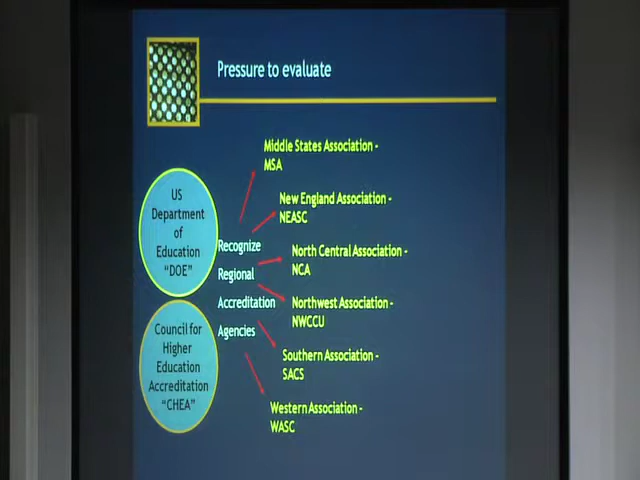 Pressure to evaluate
US
Department
of
Education
"DOE"
Council for
Higher
Education
Accreditation
"CHEA"
Recognize
Regional
Accreditation
Agencies
Middle States Association -
MSA
New England Association -
NEASC
North Central Association -
NCA
Northwest Association -
NWCCU
Southern Association -
SACS
Western Association -
WASC